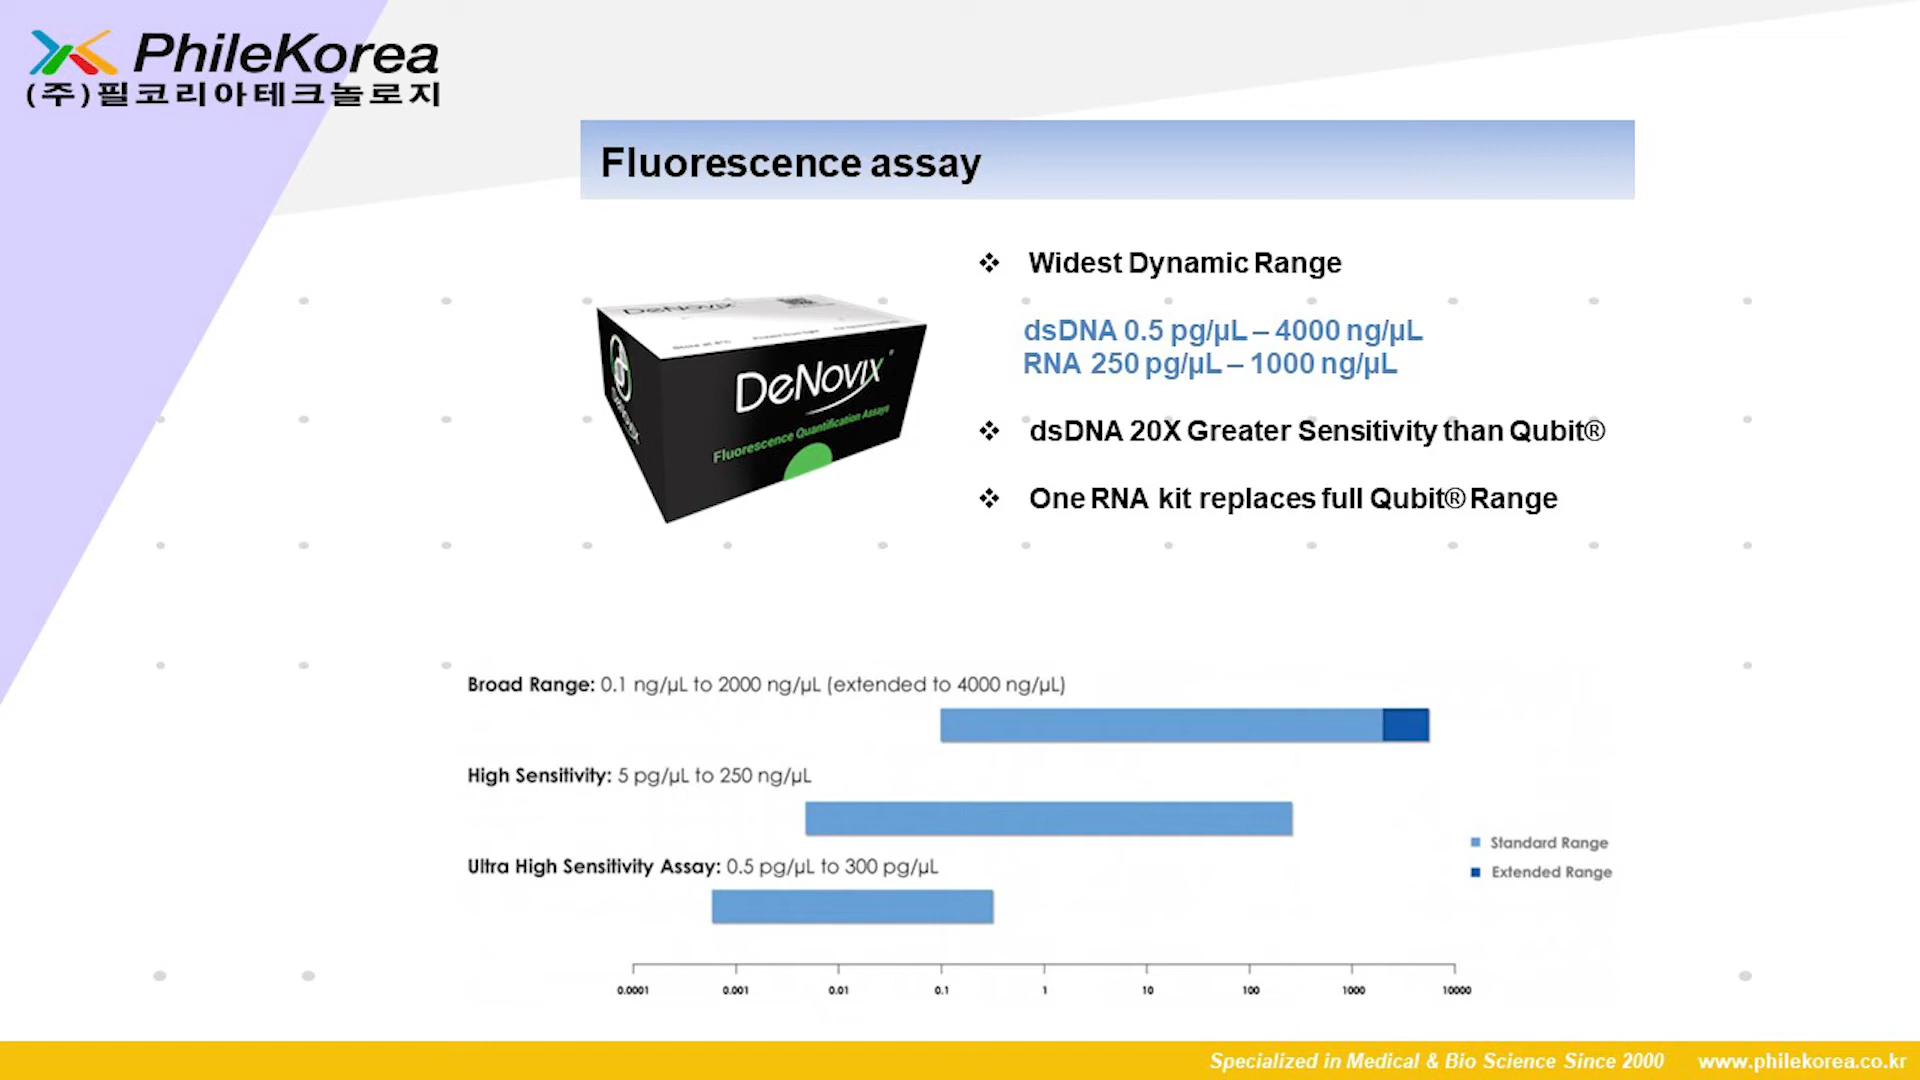 PhileKorea
(주)필코리아테크놀로지
Fluorescence assay
❖ Widest Dynamic Range
dsDNA 0.5 pg/µL – 4000 ng/µL
RNA 250 pg/µL – 1000 ng/µL
❖ dsDNA 20X Greater Sensitivity than Qubit®
❖ One RNA kit replaces full Qubit® Range
DeNovix
DeNovix®
Fluorescence Quantification Assays
Broad Range: 0.1 ng/µL to 2000 ng/µL (extended to 4000 ng/µL)
High Sensitivity: 5 pg/µL to 250 ng/µL
Ultra High Sensitivity Assay: 0.5 pg/µL to 300 pg/µL
Standard Range
Extended Range
0.0001 0.001 0.01 0.1 1 10 100 1000 10000
Specialized in Medical & Bio Science Since 2000 www.philekorea.co.kr